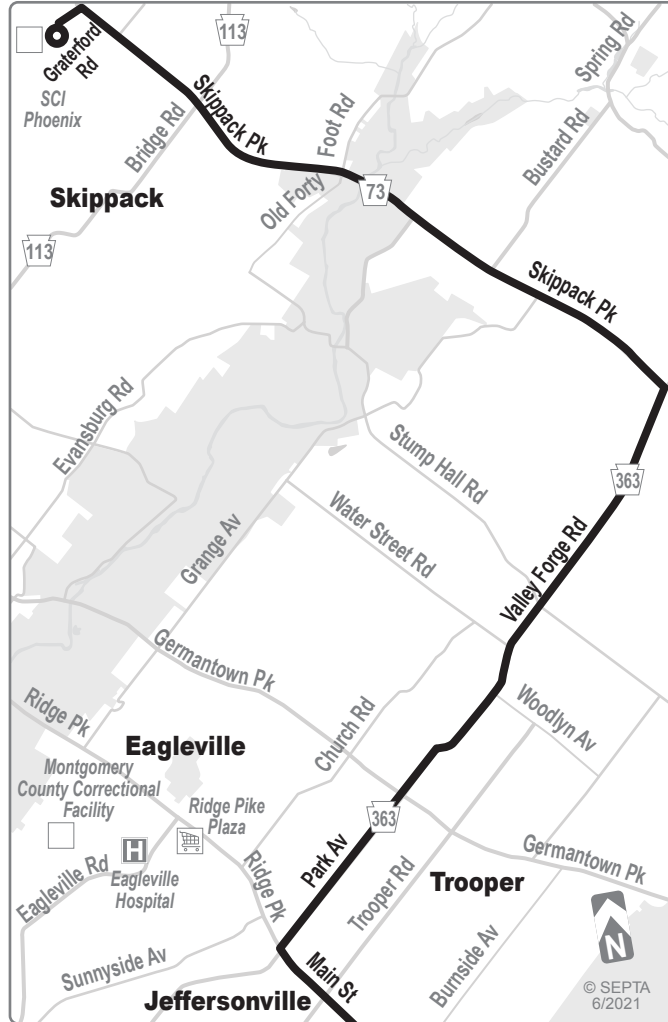 113
Graterford
Rd
SCI
Phoenix
Spring Rd
Skippack Pk
Foot Rd
Bridge Rd
Bustard Rd
Old Forty
73
Skippack
113
Skippack Pk
Evansburg Rd
Stump Hall Rd
363
Water Street Rd
Valley Forge Rd
Grange Av
Germantown Pk
Ridge Pk
Woodlyn Av
Church Rd
Eagleville
Montgomery
County Correctional
Facility
Ridge Pike
Plaza
363
H
Eagleville
Hospital
Ridge Pk
Park Av
Germantown Pk
Trooper Rd
Trooper
Eagleville Rd
Burnside Av
N
Sunnyside Av
Main St
Jeffersonville
© SEPTA
6/2021